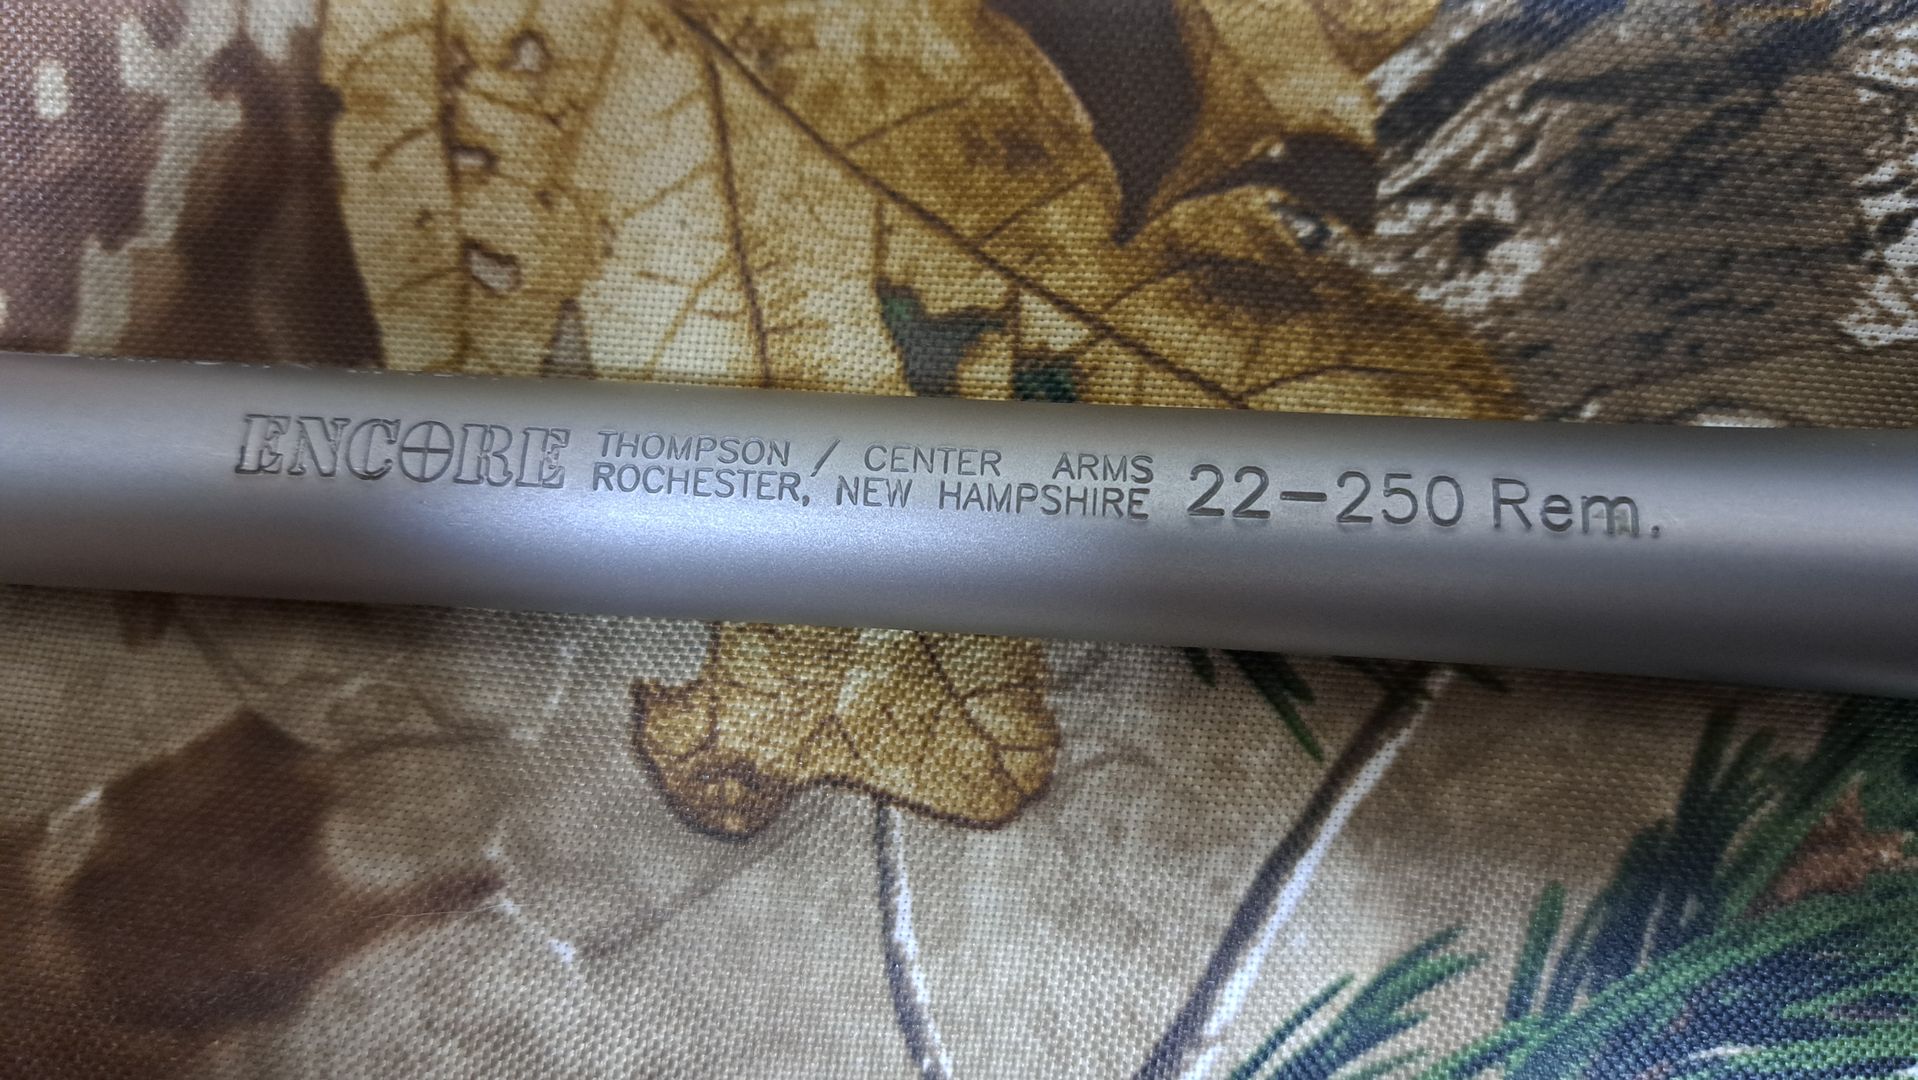 ENCORE
THOMPSON / CENTER ARMS
ROCHESTER, NEW HAMPSHIRE
22-250 Rem.